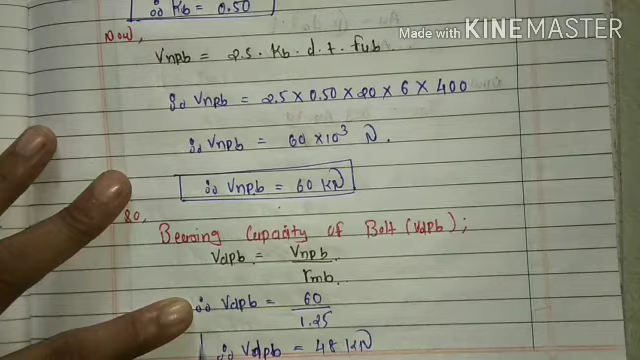 Made with KINEMASTER
∴ Kb = 0.50
Now,
Vnpb = 2.5 · Kb · d · t · fub
∴ Vnpb = 2.5 × 0.50 × 20 × 6 × 400
∴ Vnpb = 60 × 10³ N.
∴ Vnpb = 60 kN
So,
Bearing Capacity of Bolt (Vdpb);
Vdpb = Vnpb / rmb
∴ Vdpb = 60 / 1.25
∴ Vdpb = 48 kN